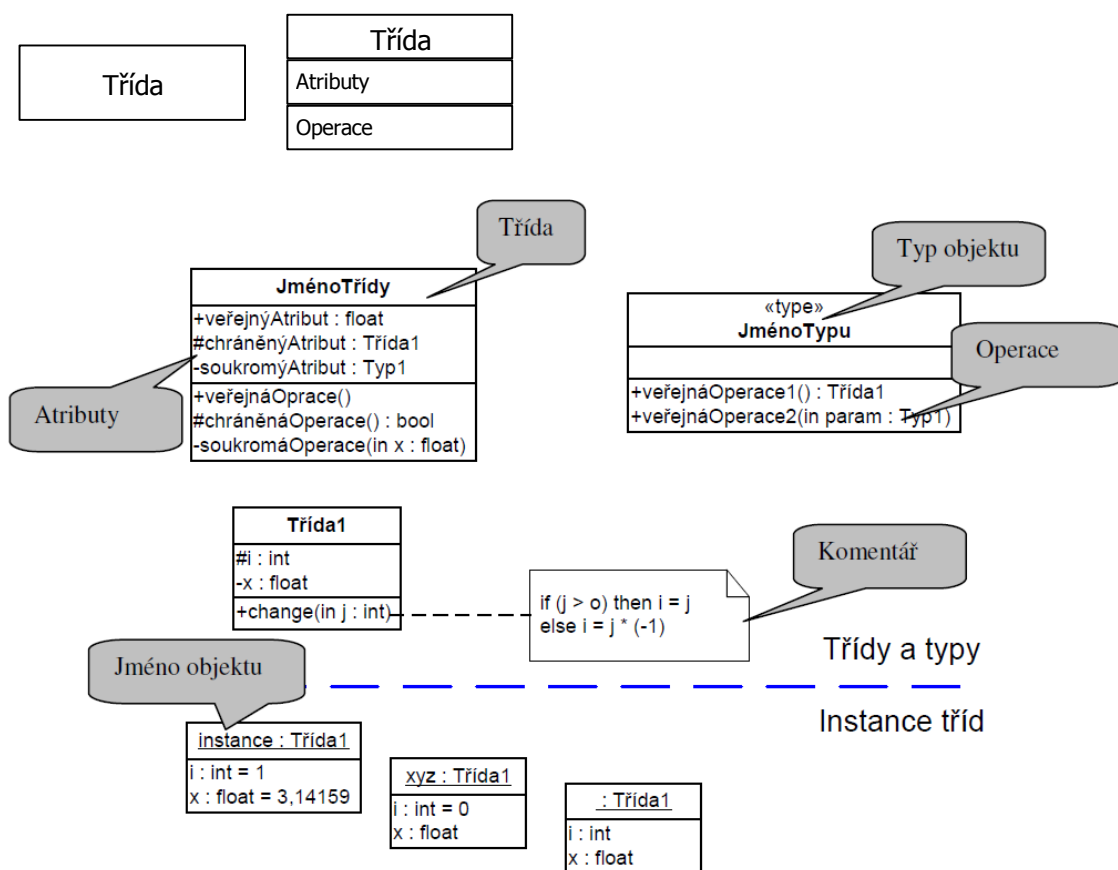 Třída
Třída
Atributy
Operace
Třída
Typ objektu
JménoTřídy
+veřejnýAtribut : float
#chráněnýAtribut : Třída1
-soukromýAtribut : Typ1
+veřejnáOprace()
#chráněnáOperace() : bool
-soukromáOperace(in x : float)
Atributy
«type»
JménoTypu
+veřejnáOperace1() : Třída1
+veřejnáOperace2(in param : Typ1)
Operace
Třída1
#i : int
-x : float
+change(in j : int)
if (j > o) then i = j
else i = j * (-1)
Komentář
Třídy a typy
Jméno objektu
Instance tříd
instance : Třída1
i : int = 1
x : float = 3,14159
xyz : Třída1
i : int = 0
x : float
: Třída1
i : int
x : float